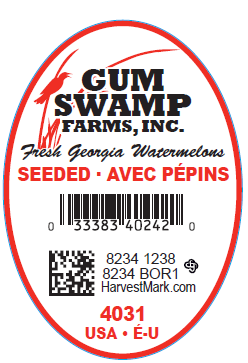 GUM
SWAMP
FARMS, INC.
Fresh Georgia Watermelons
SEEDED · AVEC PÉPINS
0 33383 40242 0
8234 1238
8234 BOR1
HarvestMark.com
4031
USA • É-U